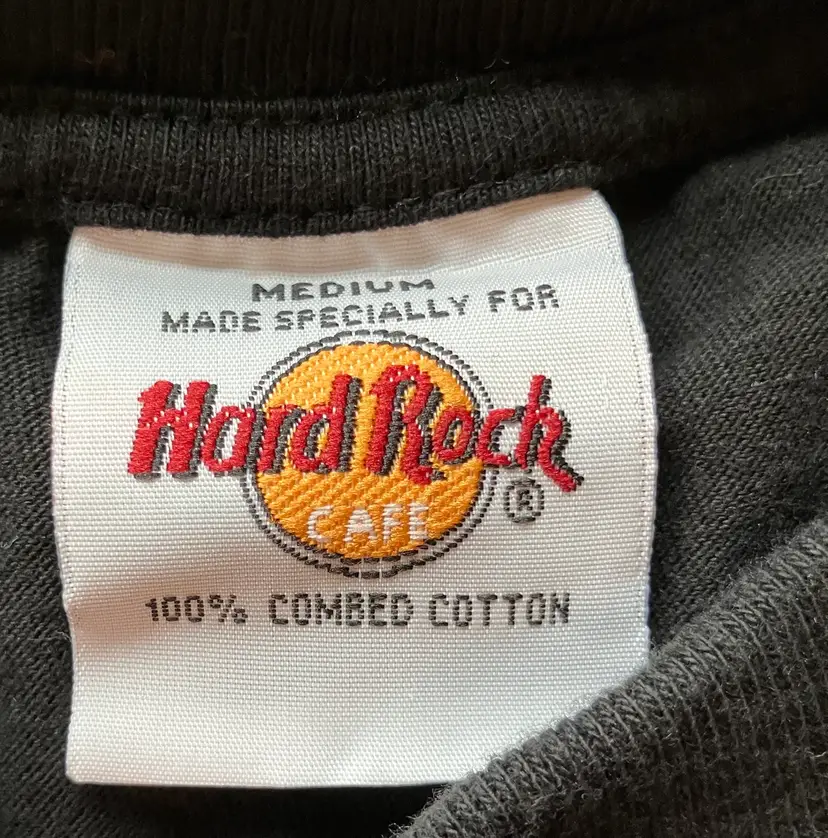 MEDIUM
MADE SPECIALLY FOR
Hard Rock
CAFE
®
100% COMBED COTTON